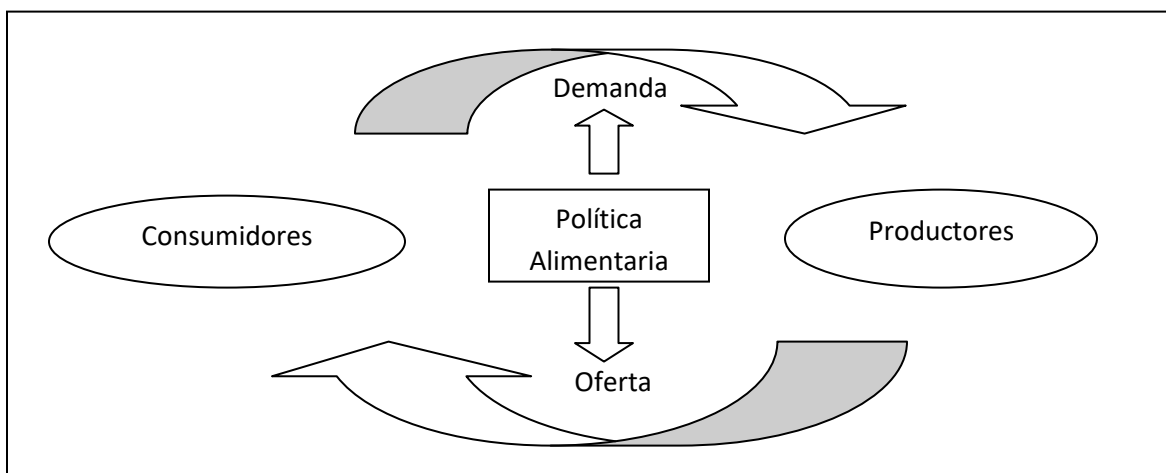 Demanda
Consumidores
Política
Alimentaria
Productores
Oferta